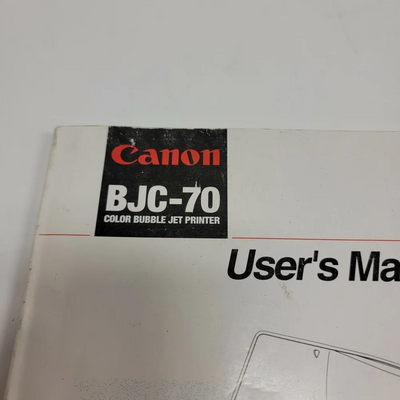 Canon
BJC-70
COLOR BUBBLE JET PRINTER
User's Ma